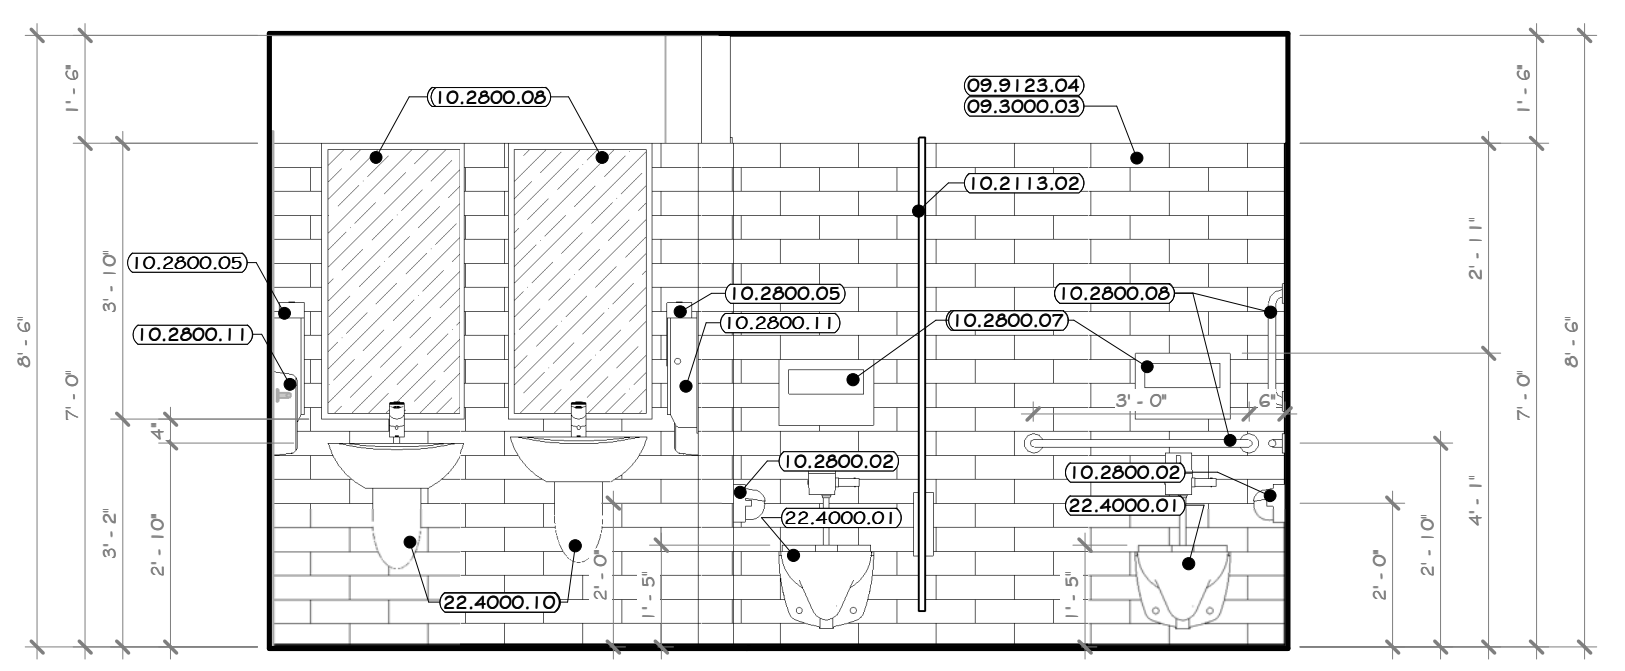 10.2800.08
09.9123.04
09.3000.03
1' - 6"
1' - 6"
10.2113.02
10.2800.05
3' - 10"
2' - 11"
10.2800.05
10.2800.08
10.2800.11
10.2800.07
10.2800.11
8' - 6"
8' - 6"
7' - 0"
7' - 0"
3' - 0"
6"
4"
10.2800.02
10.2800.02
22.4000.01
22.4000.01
4' - 1"
3' - 2"
2' - 10"
2' - 10"
2' - 0"
2' - 0"
1' - 5"
1' - 5"
22.4000.10